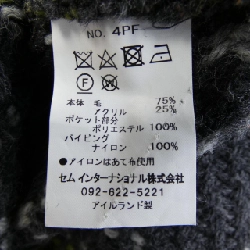 NO. 4PF
F
本体 毛 75%
アクリル 25%
ポケット部分
ポリエステル 100%
パイピング
ナイロン 100%
●アイロンはあて布使用
セム インターナショナル株式会社
092-622-5221
アイルランド製